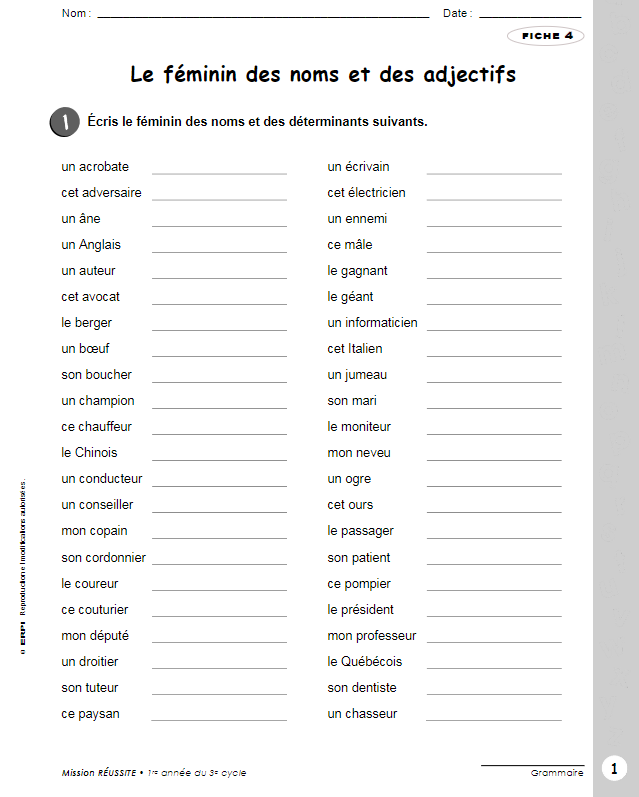 Nom : Date :
FICHE 4
Le féminin des noms et des adjectifs
1 Écris le féminin des noms et des déterminants suivants.
un acrobate
cet adversaire
un âne
un Anglais
un auteur
cet avocat
le berger
un bœuf
son boucher
un champion
ce chauffeur
le Chinois
un conducteur
un conseiller
mon copain
son cordonnier
le coureur
ce couturier
mon député
un droitier
son tuteur
ce paysan
un écrivain
cet électricien
un ennemi
ce mâle
le gagnant
le géant
un informaticien
cet Italien
un jumeau
son mari
le moniteur
mon neveu
un ogre
cet ours
le passager
son patient
ce pompier
le président
mon professeur
le Québécois
son dentiste
un chasseur
© ERPI Reproduction et modifications autorisées.
Mission RÉUSSITE • 1re année du 3e cycle
Grammaire
1